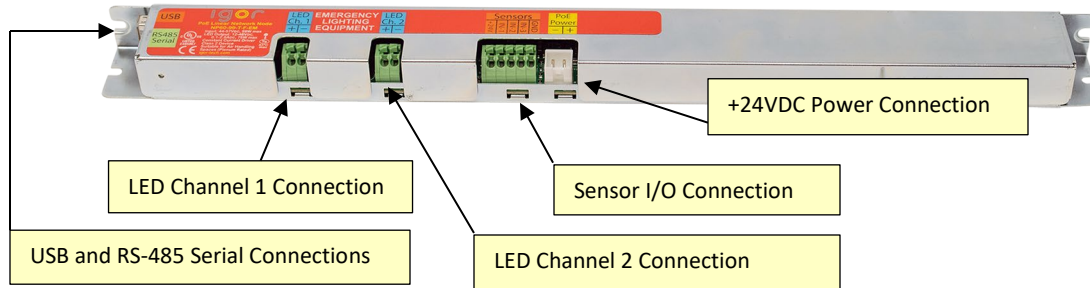 USB
RS485
Serial
igor
PoE Linear Network Node
LED
Ch. 1
+ -
EMERGENCY
LIGHTING
EQUIPMENT
LED
Ch. 2
+ -
Sensors
PoE
Power
- +
+24VDC Power Connection
LED Channel 1 Connection
Sensor I/O Connection
USB and RS-485 Serial Connections
LED Channel 2 Connection